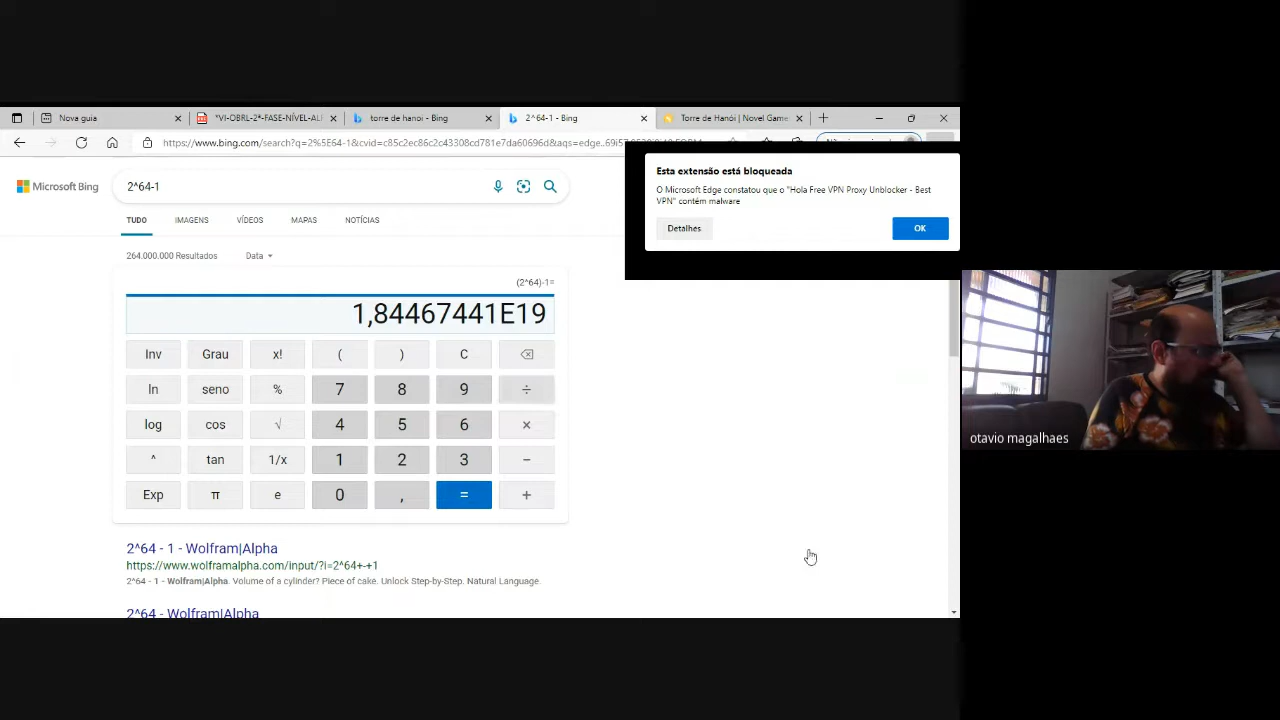 Nova guia
*VI-OBRL-2ª-FASE-NÍVEL-AL
torre de hanoi - Bing
2^64-1 - Bing
Torre de Hanói | Novel Game
https://www.bing.com/search?q=2%5E64-1&cvid=c85c2ec86c2c43308cd781e7da60696d&aqs=edge..69i57
Microsoft Bing
2^64-1
TUDO
IMAGENS
VÍDEOS
MAPAS
NOTÍCIAS
264.000.000 Resultados
Data
(2^64)-1=
1,84467441E19
Inv Grau x! ( ) C
ln seno % 7 8 9 ÷
log cos √ 4 5 6 ×
^ tan 1/x 1 2 3 −
Exp π e 0 , = +
2^64 - 1 - Wolfram|Alpha
https://www.wolframalpha.com/input/?i=2^64+-+1
2^64 - 1 - Wolfram|Alpha. Volume of a cylinder? Piece of cake. Unlock Step-by-Step. Natural Language.
2^64 - Wolfram|Alpha
Esta extensão está bloqueada
O Microsoft Edge constatou que o "Hola Free VPN Proxy Unblocker - Best
VPN" contém malware
Detalhes
OK
otavio magalhaes